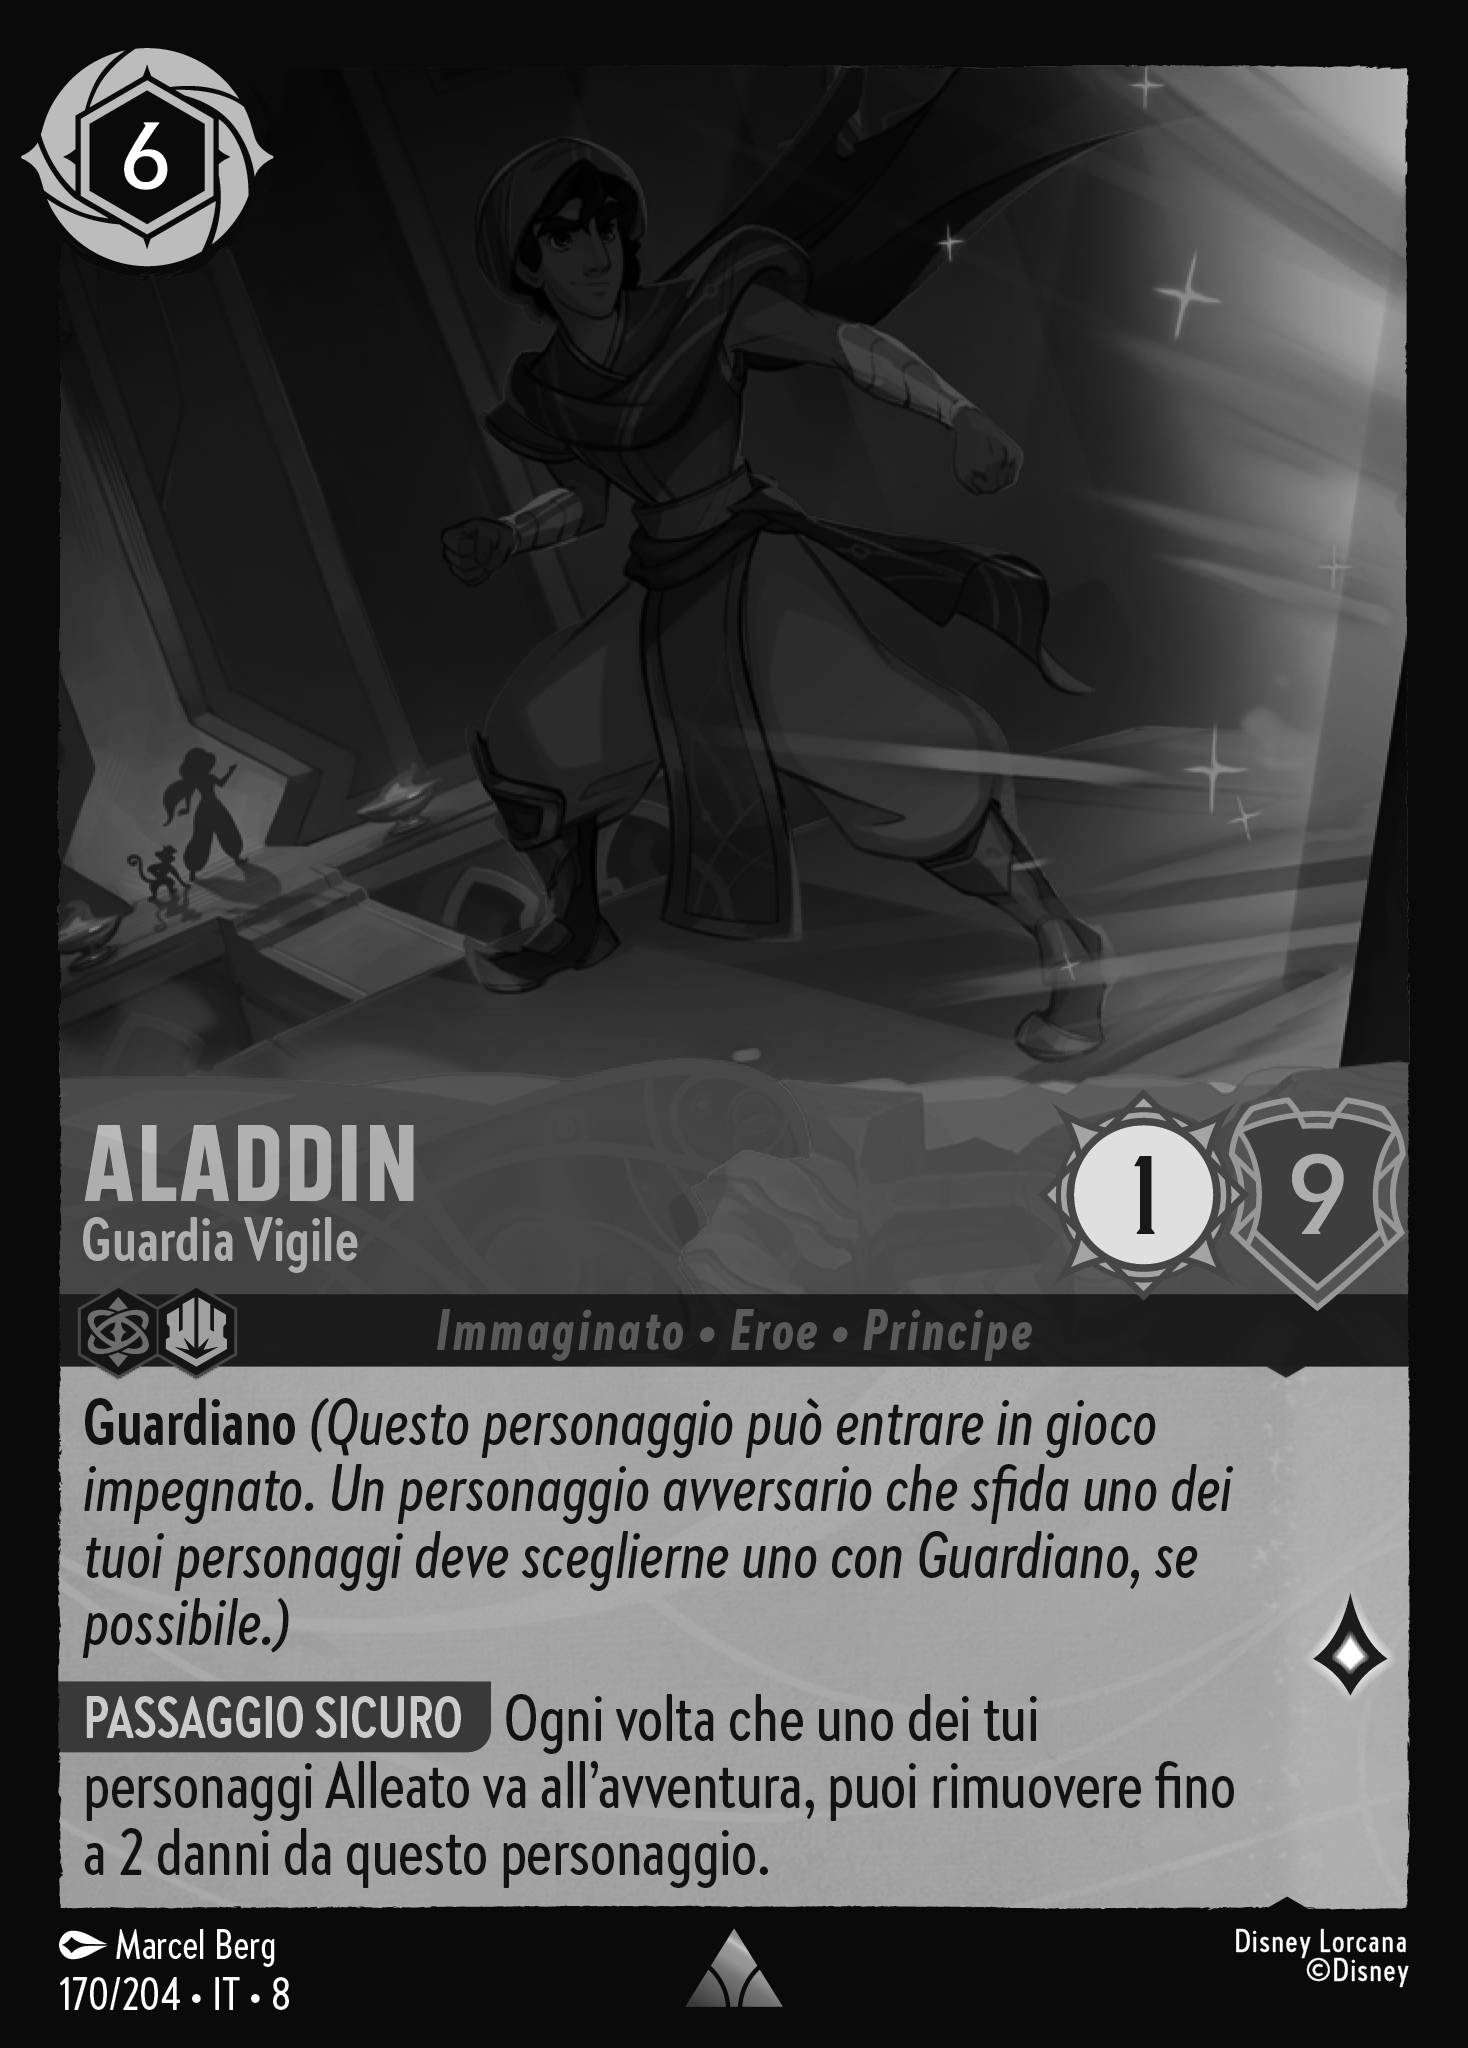 6
ALADDIN
Guardia Vigile
1 9
Immaginato • Eroe • Principe
Guardiano (Questo personaggio può entrare in gioco
impegnato. Un personaggio avversario che sfida uno dei
tuoi personaggi deve sceglierne uno con Guardiano, se
possibile.)
PASSAGGIO SICURO Ogni volta che uno dei tui
personaggi Alleato va all’avventura, puoi rimuovere fino
a 2 danni da questo personaggio.
Marcel Berg
170/204 • IT • 8
Disney Lorcana
©Disney